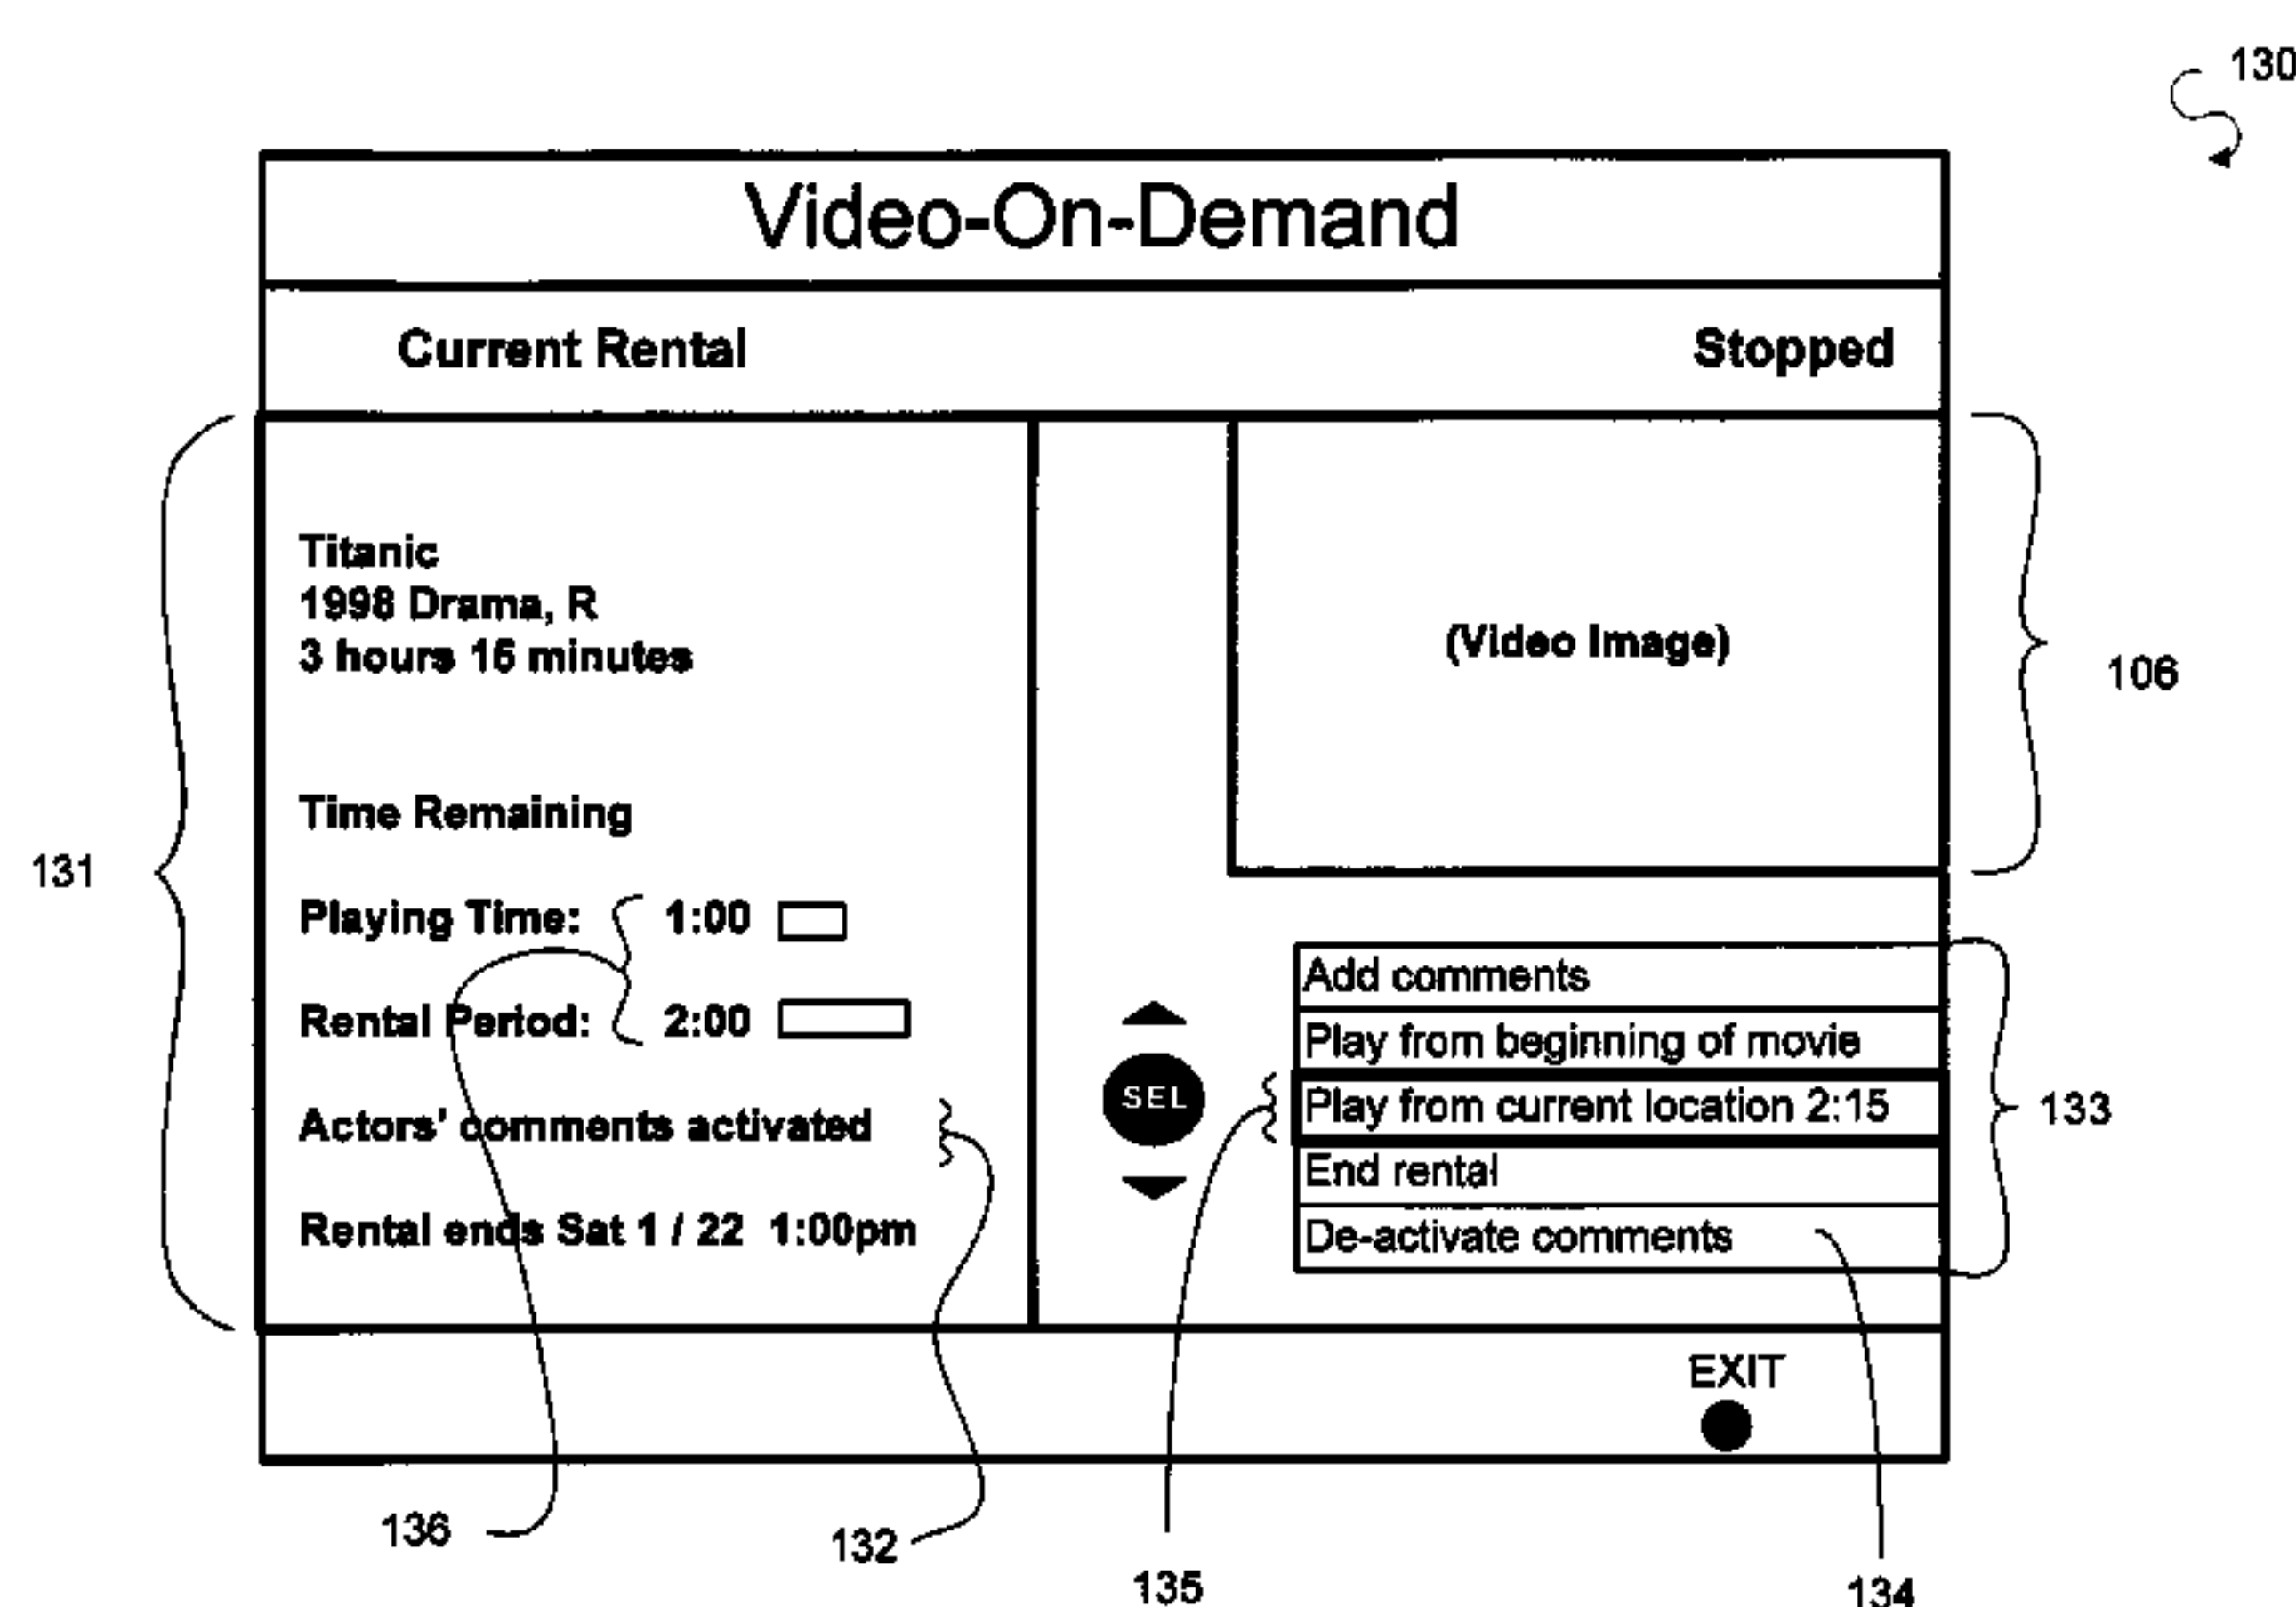 130
Video-On-Demand
Current Rental
Stopped
Titanic
1998 Drama, R
3 hours 15 minutes
(Video Image)
106
Time Remaining
131
Playing Time: 1:00
Rental Period: 2:00
Actors' comments activated
Rental ends Sat 1 / 22 1:00pm
SEL
Add comments
Play from beginning of movie
Play from current location 2:15
End rental
De-activate comments
133
EXIT
136
132
135
134